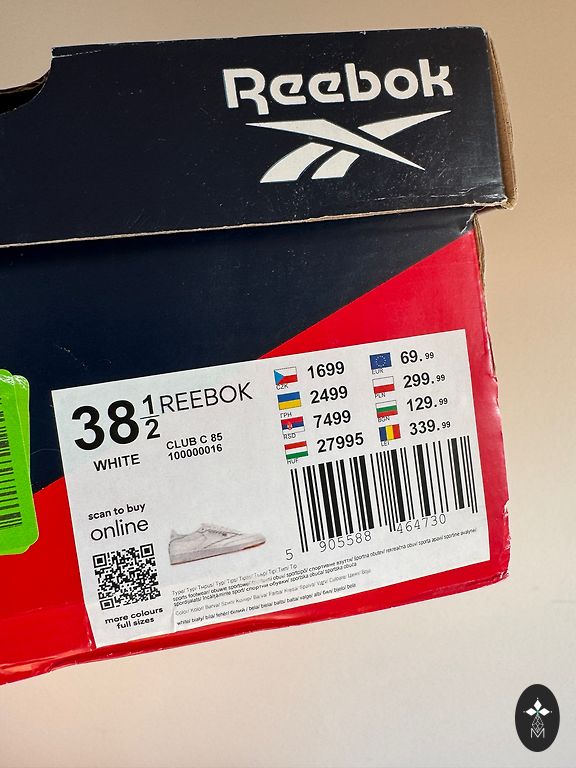 Reebok
38 1/2
REEBOK
WHITE
CLUB C 85
100000016
CZK 1699
ГРН 2499
RSD 7499
HUF 27995
EUR 69.99
PLN 299.99
BGN 129.99
LEI 339.99
scan to buy
online
more colours
full sizes
5 905588 464730
M